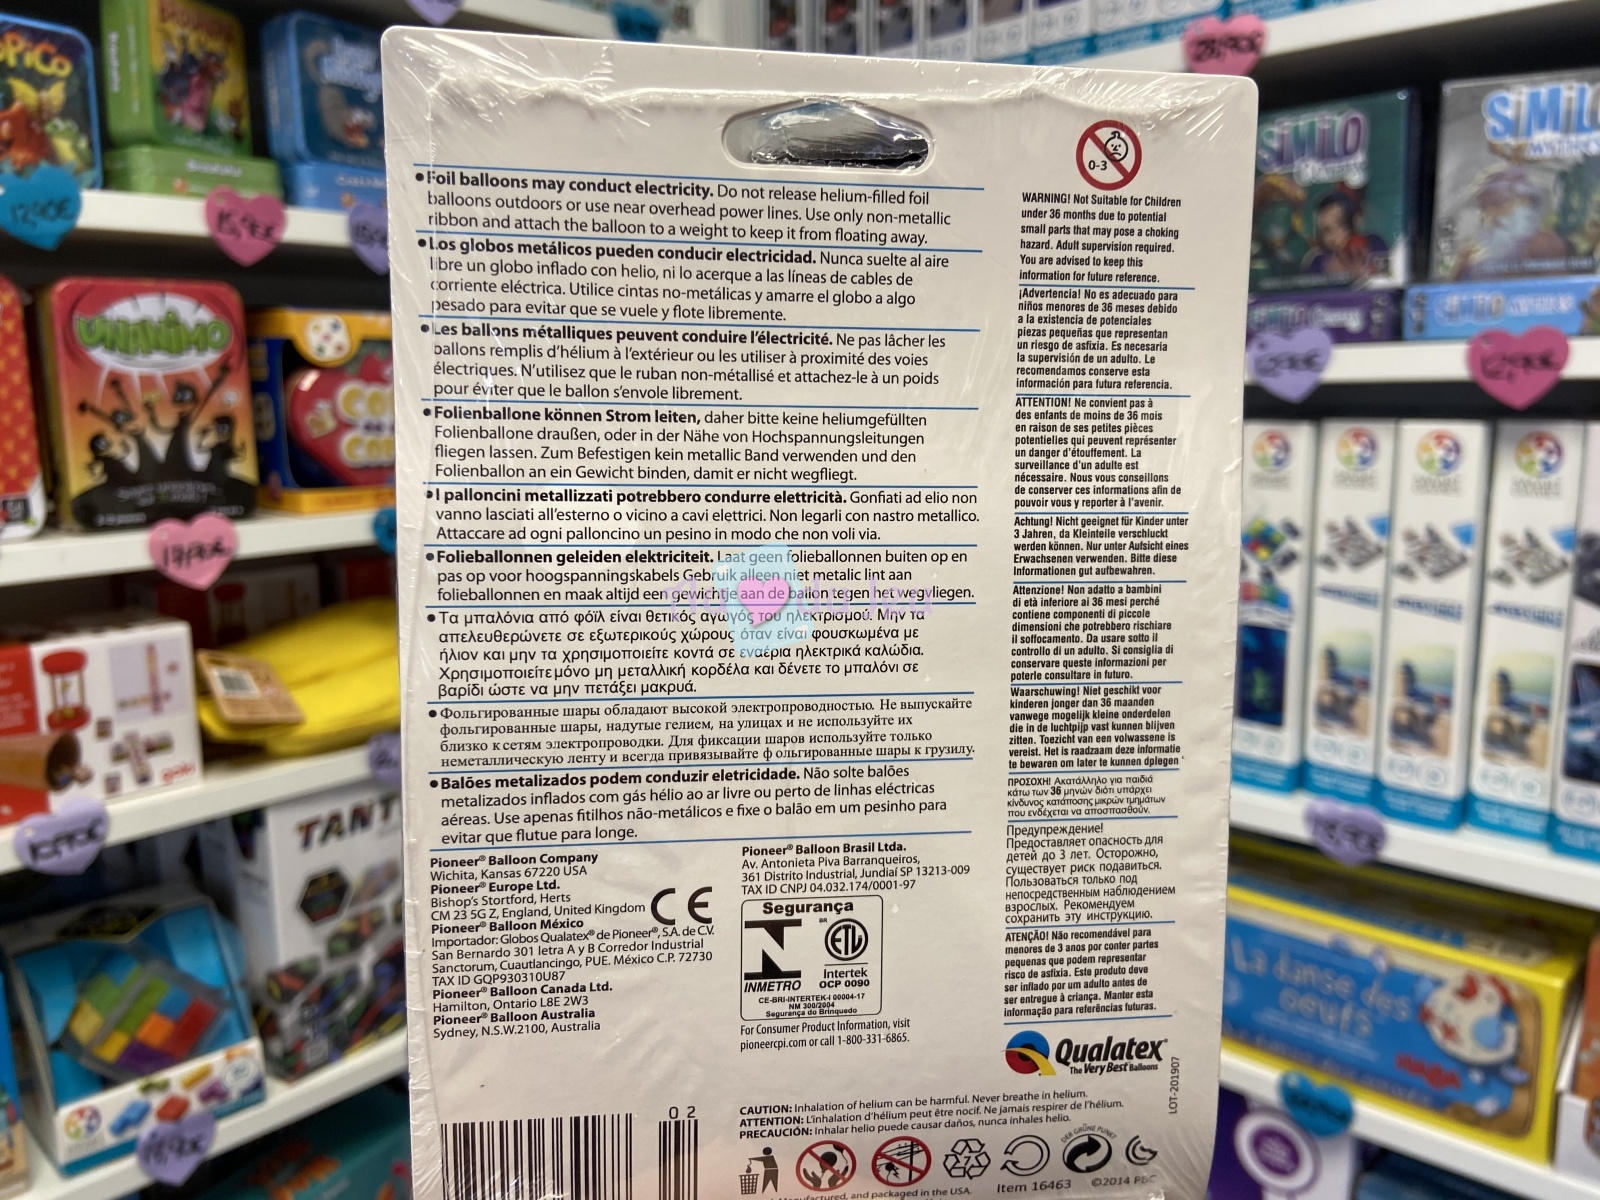 • Foil balloons may conduct electricity. Do not release helium-filled foil
balloons outdoors or use near overhead power lines. Use only non-metallic
ribbon and attach the balloon to a weight to keep it from floating away.
• Los globos metálicos pueden conducir electricidad. Nunca suelte al aire
libre un globo inflado con helio, ni lo acerque a las líneas de cables de
corriente eléctrica. Utilice cintas no-metálicas y amarre el globo a algo
pesado para evitar que se vuele y flote libremente.
• Les ballons métalliques peuvent conduire l'électricité. Ne pas lâcher les
ballons remplis d'hélium à l'extérieur ou les utiliser à proximité des voies
électriques. N'utilisez que le ruban non-métallisé et attachez-le à un poids
pour éviter que le ballon s'envole librement.
• Folienballone können Strom leiten, daher bitte keine heliumgefüllten
Folienballone draußen, oder in der Nähe von Hochspannungsleitungen
fliegen lassen. Zum Befestigen kein metallic Band verwenden und den
Folienballon an ein Gewicht binden, damit er nicht wegfliegt.
• I palloncini metallizzati potrebbero condurre elettricità. Gonfiati ad elio non
vanno lasciati all'esterno o vicino a cavi elettrici. Non legarli con nastro metallico.
Attaccare ad ogni palloncino un pesino in modo che non voli via.
• Folieballonnen geleiden elektriciteit. Laat geen folieballonnen buiten op en
pas op voor hoogspanningskabels Gebruik alleen niet metalic lint aan
folieballonnen en maak altijd een gewichtje aan de ballon tegen het wegvliegen.
• Τα μπαλόνια από φόϊλ είναι θετικός αγωγός του ηλεκτρισμού. Μην τα
απελευθερώνετε σε εξωτερικούς χώρους όταν είναι φουσκωμένα με
ήλιον και μην τα χρησιμοποιείτε κοντά σε εναέρια ηλεκτρικά καλώδια.
Χρησιμοποιείτε μόνο μη μεταλλική κορδέλα και δένετε το μπαλόνι σε
βαρίδι ώστε να μην πετάξει μακρυά.
• Фольгированные шары обладают высокой электропроводностью. Не выпускайте
фольгированные шары, надутые гелием, на улицах и не используйте их
близко к сетям электропроводки. Для фиксации шаров используйте только
неметаллическую ленту и всегда привязывайте ф ольгированные шары к грузилу.
• Balões metalizados podem conduzir eletricidade. Não solte balões
metalizados inflados com gás hélio ao ar livre ou perto de linhas elétricas
aéreas. Use apenas fitilhos não-metálicos e fixe o balão em um pesinho para
evitar que flutue para longe.
Pioneer® Balloon Company
Wichita, Kansas 67220 USA
Pioneer® Europe Ltd.
Bishop's Stortford, Herts
CM 23 5G Z, England, United Kingdom
CE
Pioneer® Balloon México
Importador: Globos Qualatex® de Pioneer®, S.A. de C.V.
San Bernardo 301 letra A y B Corredor Industrial
Sanctorum, Cuautlancingo, PUE. México C.P. 72730
TAX ID GQP930310U87
Pioneer® Balloon Canada Ltd.
Hamilton, Ontario L8E 2W3
Pioneer® Balloon Australia
Sydney, N.S.W.2100, Australia
Pioneer® Balloon Brasil Ltda.
Av. Antonieta Piva Barranqueiros,
361 Distrito Industrial, Jundiaí SP 13213-009
TAX ID CNPJ 04.032.174/0001-97
Segurança
BR
ETL
INMETRO
Intertek
OCP 0090
CE-BRI-INTERTEK-I 00004-17
NM 300/2004
Segurança do Brinquedo
For Consumer Product Information, visit
pioneercpi.com or call 1-800-331-6865.
0-3
WARNING! Not Suitable for Children
under 36 months due to potential
small parts that may pose a choking
hazard. Adult supervision required.
You are advised to keep this
information for future reference.
¡Advertencia! No es adecuado para
niños menores de 36 meses debido
a la existencia de potenciales
piezas pequeñas que representan
un riesgo de asfixia. Es necesaria
la supervisión de un adulto. Le
recomendamos conserve esta
información para futura referencia.
ATTENTION! Ne convient pas à
des enfants de moins de 36 mois
en raison de ses petites pièces
potentielles qui peuvent représenter
un danger d'étouffement. La
surveillance d'un adulte est
nécessaire. Nous vous conseillons
de conserver ces informations afin de
pouvoir vous y reporter à l'avenir.
Achtung! Nicht geeignet für Kinder unter
3 Jahren, da Kleinteile verschluckt
werden können. Nur unter Aufsicht eines
Erwachsenen verwenden. Bitte diese
Informationen gut aufbewahren.
Attenzione! Non adatto a bambini
di età inferiore ai 36 mesi perché
contiene componenti di piccole
dimensioni che potrebbero rischiare
il soffocamento. Da usare sotto il
controllo di un adulto. Si consiglia di
conservare queste informazioni per
poterle consultare in futuro.
Waarschuwing! Niet geschikt voor
kinderen jonger dan 36 maanden
vanwege mogelijk kleine onderdelen
die in de luchtpijp vast kunnen blijven
zitten. Toezicht van een volwassene is
vereist. Het is raadzaam deze informatie
te bewaren om later te kunnen dplegen
ΠΡΟΣΟΧΗ! Ακατάλληλο για παιδιά
κάτω των 36 μηνών διότι υπάρχει
κίνδυνος κατάποσης μικρών τμημάτων
που ενδέχεται να αποσπασθούν.
Предупреждение!
Предоставляет опасность для
детей до 3 лет. Осторожно,
существует риск подавиться.
Пользоваться только под
непосредственным наблюдением
взрослых. Рекомендуем
сохранить эту инструкцию.
ATENÇÃO! Não recomendável para
menores de 3 anos por conter partes
pequenas que podem representar
risco de asfixia. Este produto deve
ser inflado por um adulto antes de
ser entregue à criança. Manter esta
informação para referências futuras.
Qualatex®
The Very Best Balloons
LOT-201907
0 2
CAUTION: Inhalation of helium can be harmful. Never breathe in helium.
ATTENTION: L'inhalation d'hélium peut être nocif. Ne jamais respirer de l'hélium.
PRECAUCIÓN: Inhalar helio puede causar daños, nunca inhales helio.
DER GRÜNE PUNKT
7
and packaged in the USA.
Item 16463
©2014 PBC
UNANIMO
SiMiLO
SiMiL
TANT
La danse des
oeufs
HABA
goki
12,90€
15,90€
28,90€
12,90€